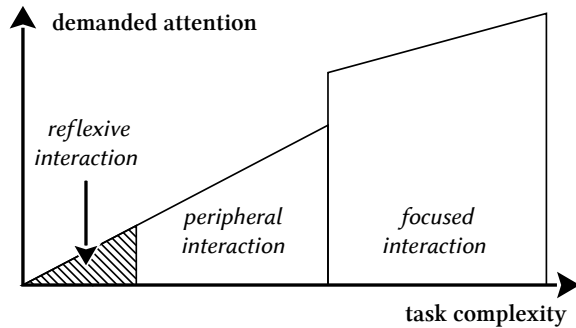 demanded attention
reflexive
interaction
peripheral
interaction
focused
interaction
task complexity